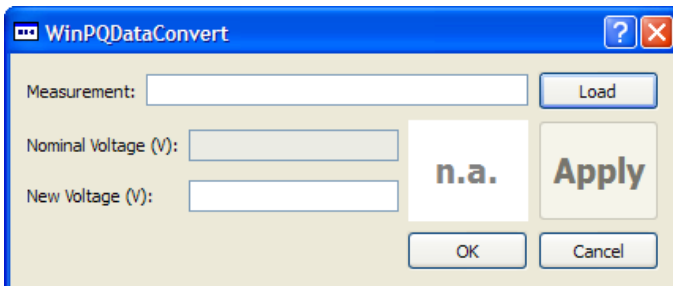 WinPQDataConvert
Measurement: Load
Nominal Voltage (V):
n.a. Apply
New Voltage (V):
OK Cancel